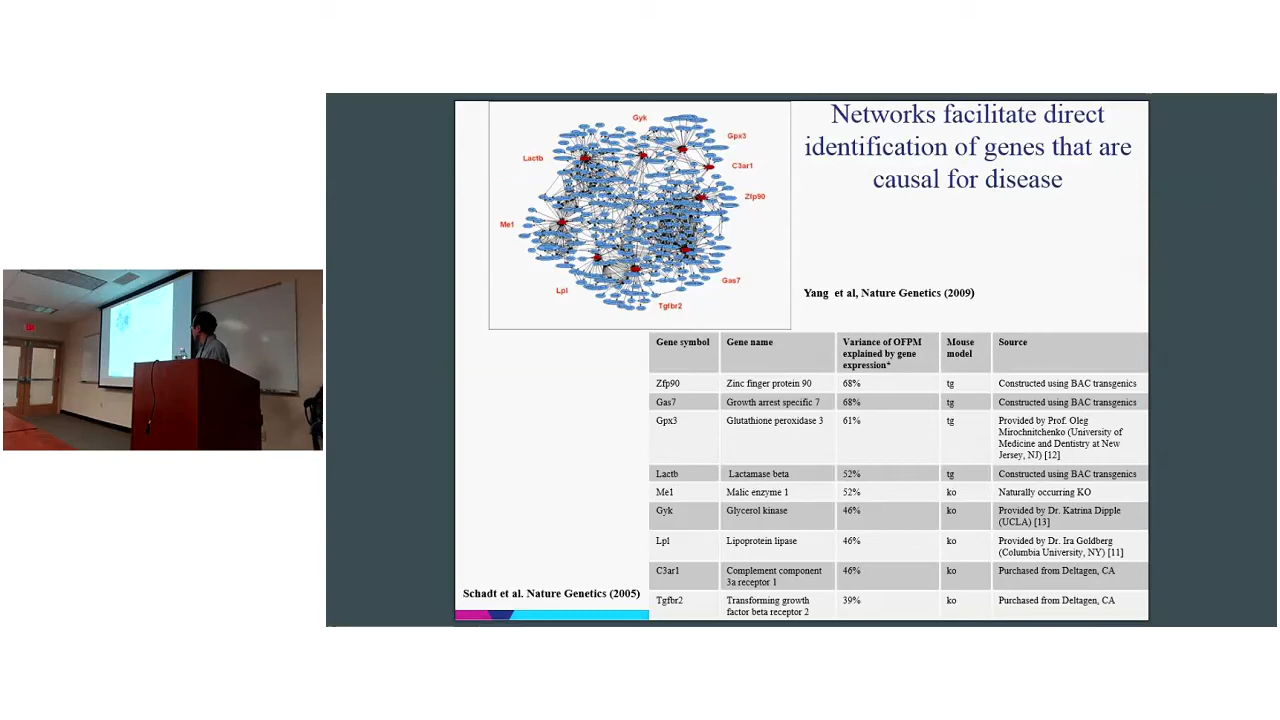 Networks facilitate direct
identification of genes that are
causal for disease
Gyk
Gpx3
Lactb
C3ar1
Zfp90
Me1
Gas7
Lpl
Tgfbr2
Yang et al, Nature Genetics (2009)
Gene symbol Gene name Variance of OFPM explained by gene expression* Mouse model Source
Zfp90 Zinc finger protein 90 68% tg Constructed using BAC transgenics
Gas7 Growth arrest specific 7 68% tg Constructed using BAC transgenics
Gpx3 Glutathione peroxidase 3 61% tg Provided by Prof. Oleg
Mirochnitchenko (University of
Medicine and Dentistry at New
Jersey, NJ) [12]
Lactb Lactamase beta 52% tg Constructed using BAC transgenics
Me1 Malic enzyme 1 52% ko Naturally occurring KO
Gyk Glycerol kinase 46% ko Provided by Dr. Katrina Dipple
(UCLA) [13]
Lpl Lipoprotein lipase 46% ko Provided by Dr. Ira Goldberg
(Columbia University, NY) [11]
C3ar1 Complement component 46% ko Purchased from Deltagen, CA
3a receptor 1
Tgfbr2 Transforming growth 39% ko Purchased from Deltagen, CA
factor beta receptor 2
Schadt et al. Nature Genetics (2005)